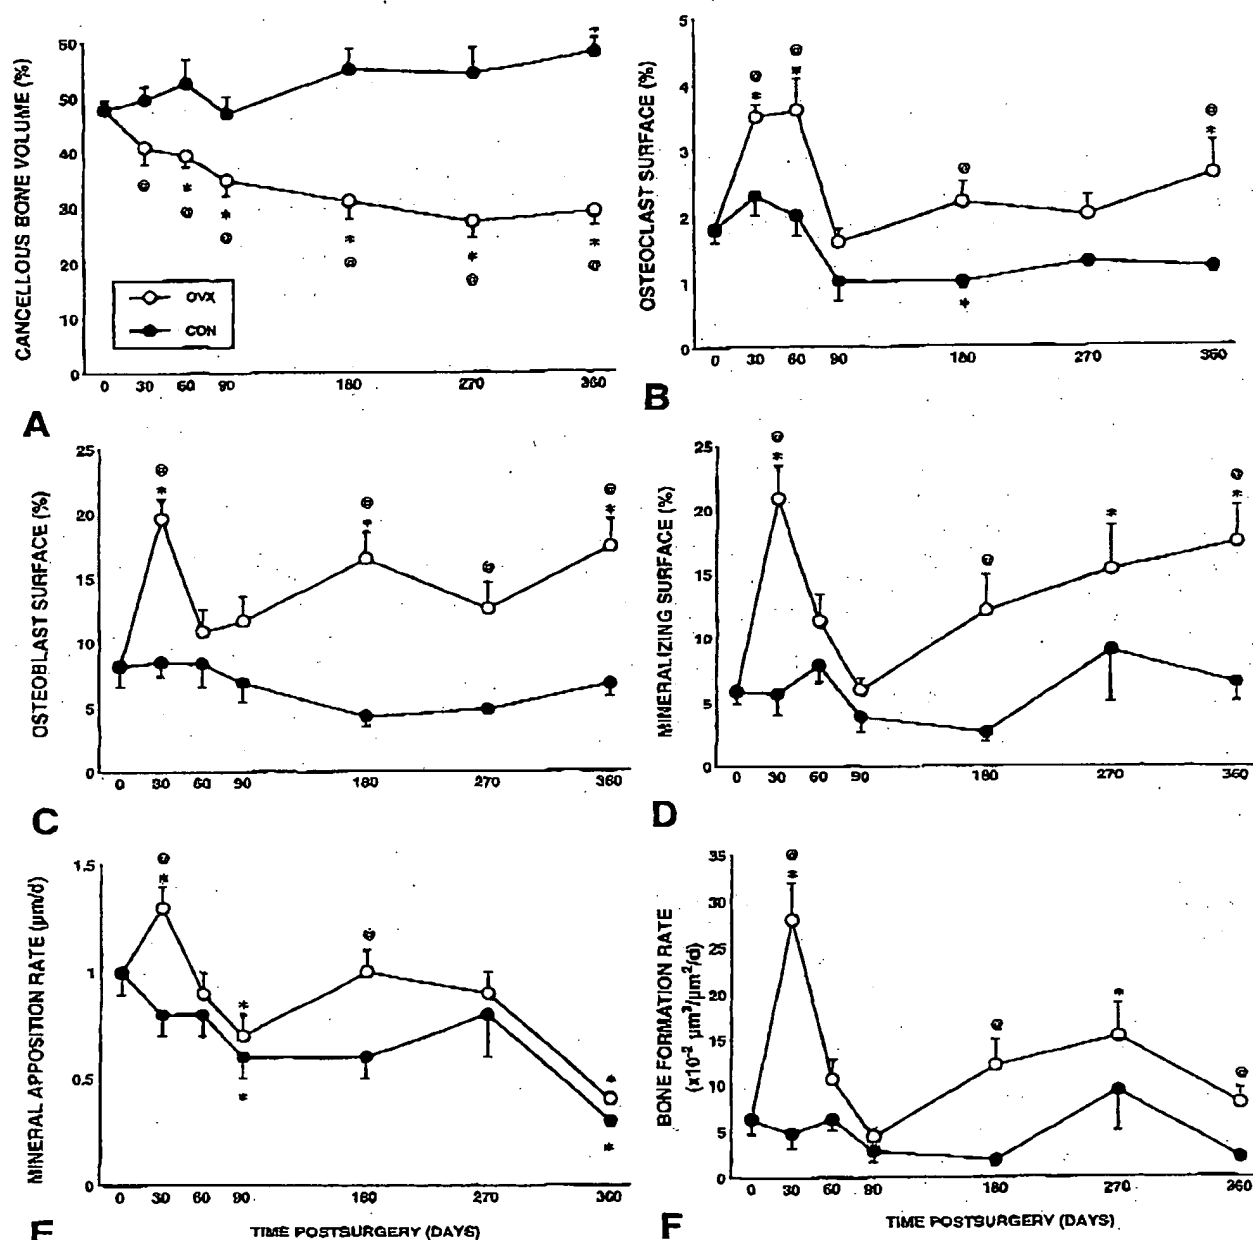 CANCELLOUS BONE VOLUME (%)
60
50
40
30
20
10
0
OVX
CON
0 30 60 90 180 270 360
A
OSTEOCLAST SURFACE (%)
5
4
3
2
1
0
0 30 60 90 180 270 360
B
OSTEOBLAST SURFACE (%)
25
20
15
10
5
0
0 30 60 90 180 270 360
C
MINERALIZING SURFACE (%)
25
20
15
10
5
0
0 30 60 90 180 270 360
D
MINERAL APPOSITION RATE (µm/d)
1.5
1
0.5
0
0 30 60 90 180 270 360
TIME POSTSURGERY (DAYS)
E
BONE FORMATION RATE
(x10⁻² µm³/µm²/d)
35
30
25
20
15
10
5
0
0 30 60 90 180 270 360
TIME POSTSURGERY (DAYS)
F